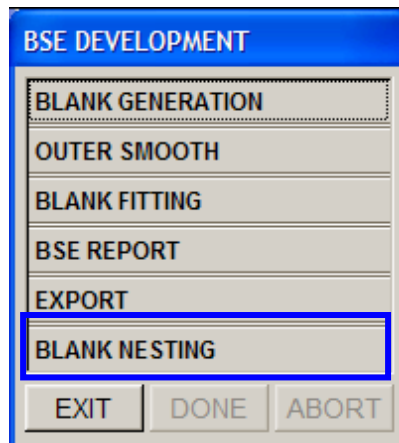 BSE DEVELOPMENT
BLANK GENERATION
OUTER SMOOTH
BLANK FITTING
BSE REPORT
EXPORT
BLANK NESTING
EXIT DONE ABORT